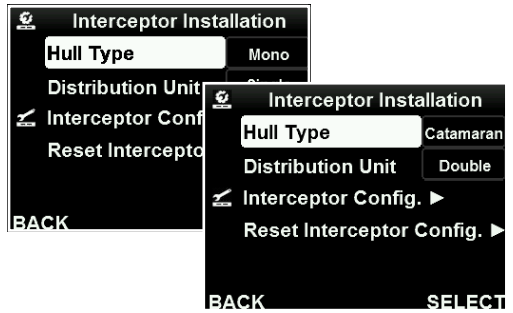 Interceptor Installation
Hull Type Mono
Distribution Unit
Interceptor Conf
Reset Intercepto
BACK
Interceptor Installation
Hull Type Catamaran
Distribution Unit Double
Interceptor Config. ►
Reset Interceptor Config. ►
BACK SELECT